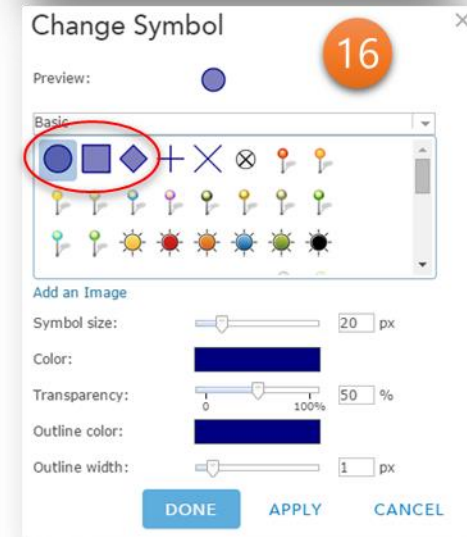 Change Symbol
16
Preview:
Basic
Add an Image
Symbol size: 20 px
Color:
Transparency: 50 %
0 100%
Outline color:
Outline width: 1 px
DONE APPLY CANCEL